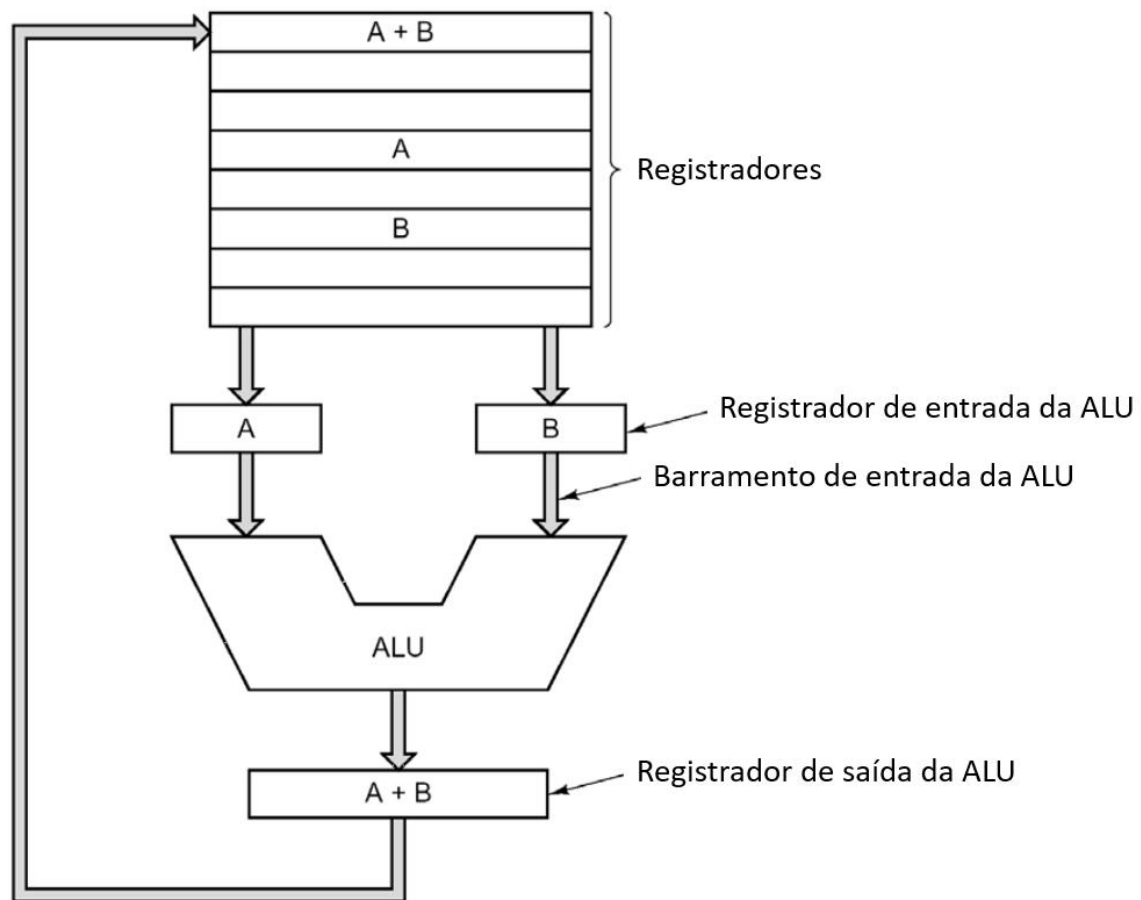 A + B
A
Registradores
B
A
B
Registrador de entrada da ALU
Barramento de entrada da ALU
ALU
A + B
Registrador de saída da ALU